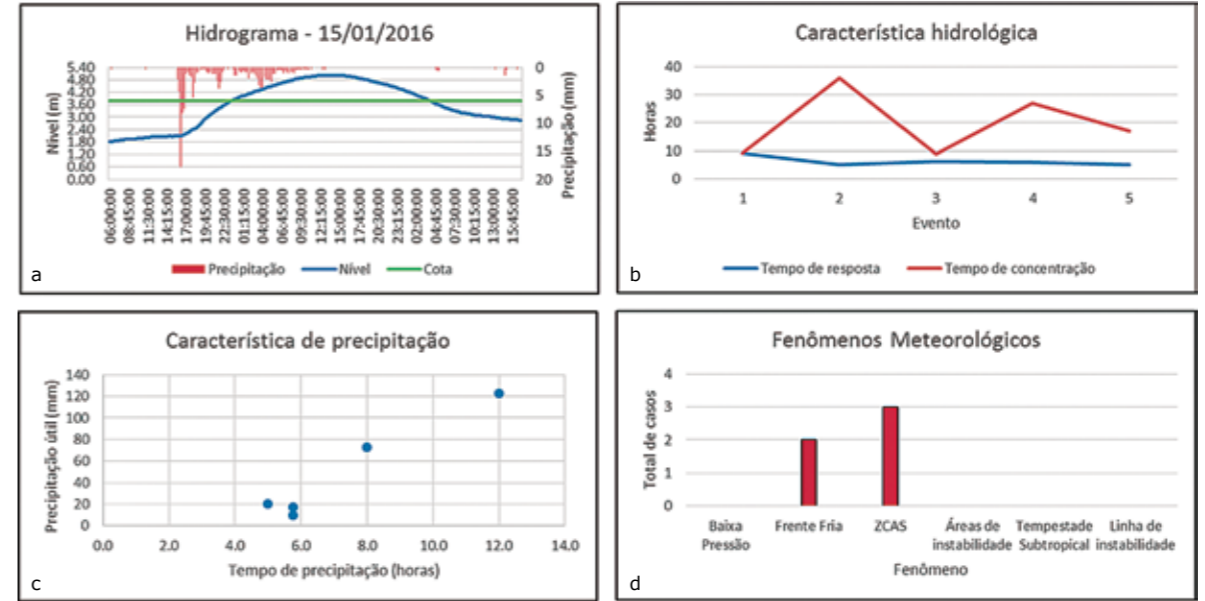 Hidrograma - 15/01/2016
Nível (m)
5.40
4.80
4.20
3.60
3.00
2.40
1.80
1.20
0.60
0.00
0
5
10
15
20
Precipitação (mm)
06:00:00
08:45:00
11:30:00
14:15:00
17:00:00
19:45:00
22:30:00
01:15:00
04:00:00
06:45:00
09:30:00
12:15:00
15:00:00
17:45:00
20:30:00
23:15:00
02:00:00
04:45:00
07:30:00
10:15:00
13:00:00
15:45:00
Precipitação Nível Cota
a
Característica hidrológica
Horas
40
30
20
10
0
1 2 3 4 5
Evento
Tempo de resposta Tempo de concentração
b
Característica de precipitação
Precipitação útil (mm)
140
120
100
80
60
40
20
0
0.0 2.0 4.0 6.0 8.0 10.0 12.0 14.0
Tempo de precipitação (horas)
c
Fenômenos Meteorológicos
Total de casos
4
3
2
1
0
Baixa Frente Fria ZCAS Áreas de Tempestade Linha de
Pressão instabilidade Subtropical instabilidade
Fenômeno
d